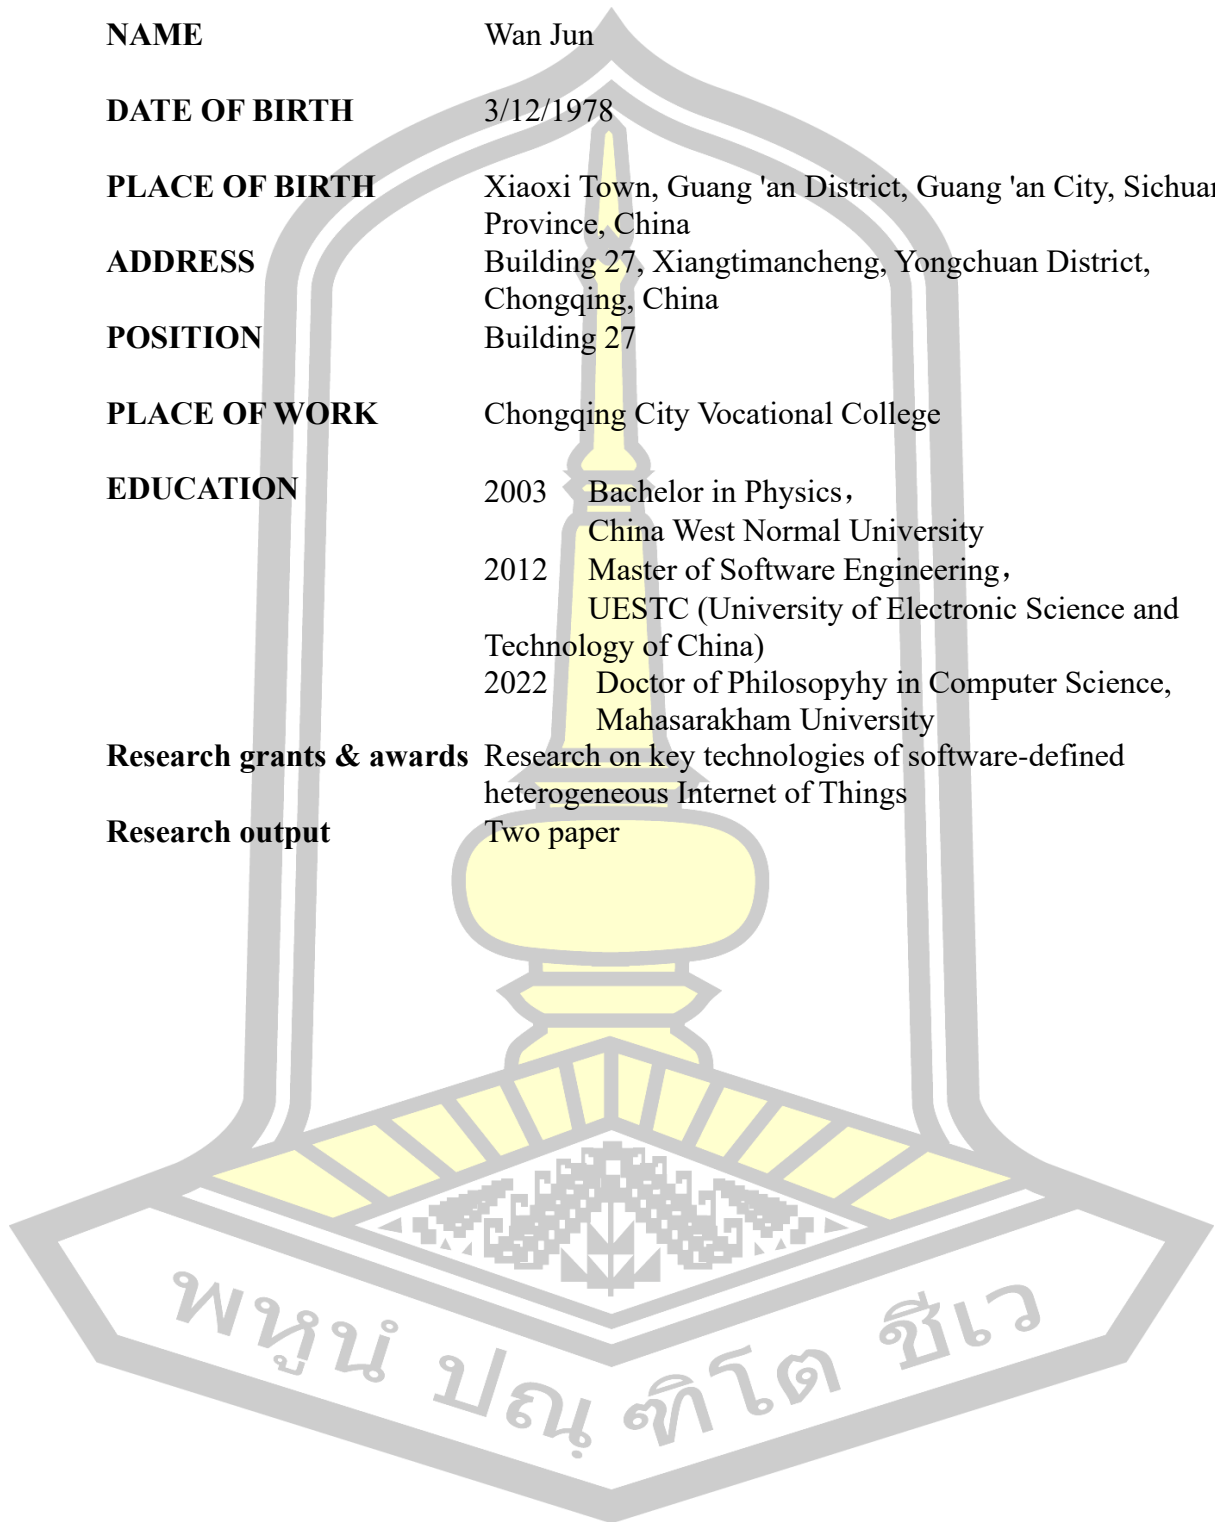 NAME Wan Jun
DATE OF BIRTH 3/12/1978
PLACE OF BIRTH Xiaoxi Town, Guang 'an District, Guang 'an City, Sichuan
Province, China
ADDRESS Building 27, Xiangtimancheng, Yongchuan District,
Chongqing, China
POSITION Building 27
PLACE OF WORK Chongqing City Vocational College
EDUCATION 2003 Bachelor in Physics，
China West Normal University
2012 Master of Software Engineering，
UESTC (University of Electronic Science and
Technology of China)
2022 Doctor of Philosopyhy in Computer Science,
Mahasarakham University
Research grants & awards Research on key technologies of software-defined
heterogeneous Internet of Things
Research output Two paper
พหูนํ ปณฺ ฑิโต ชีเว